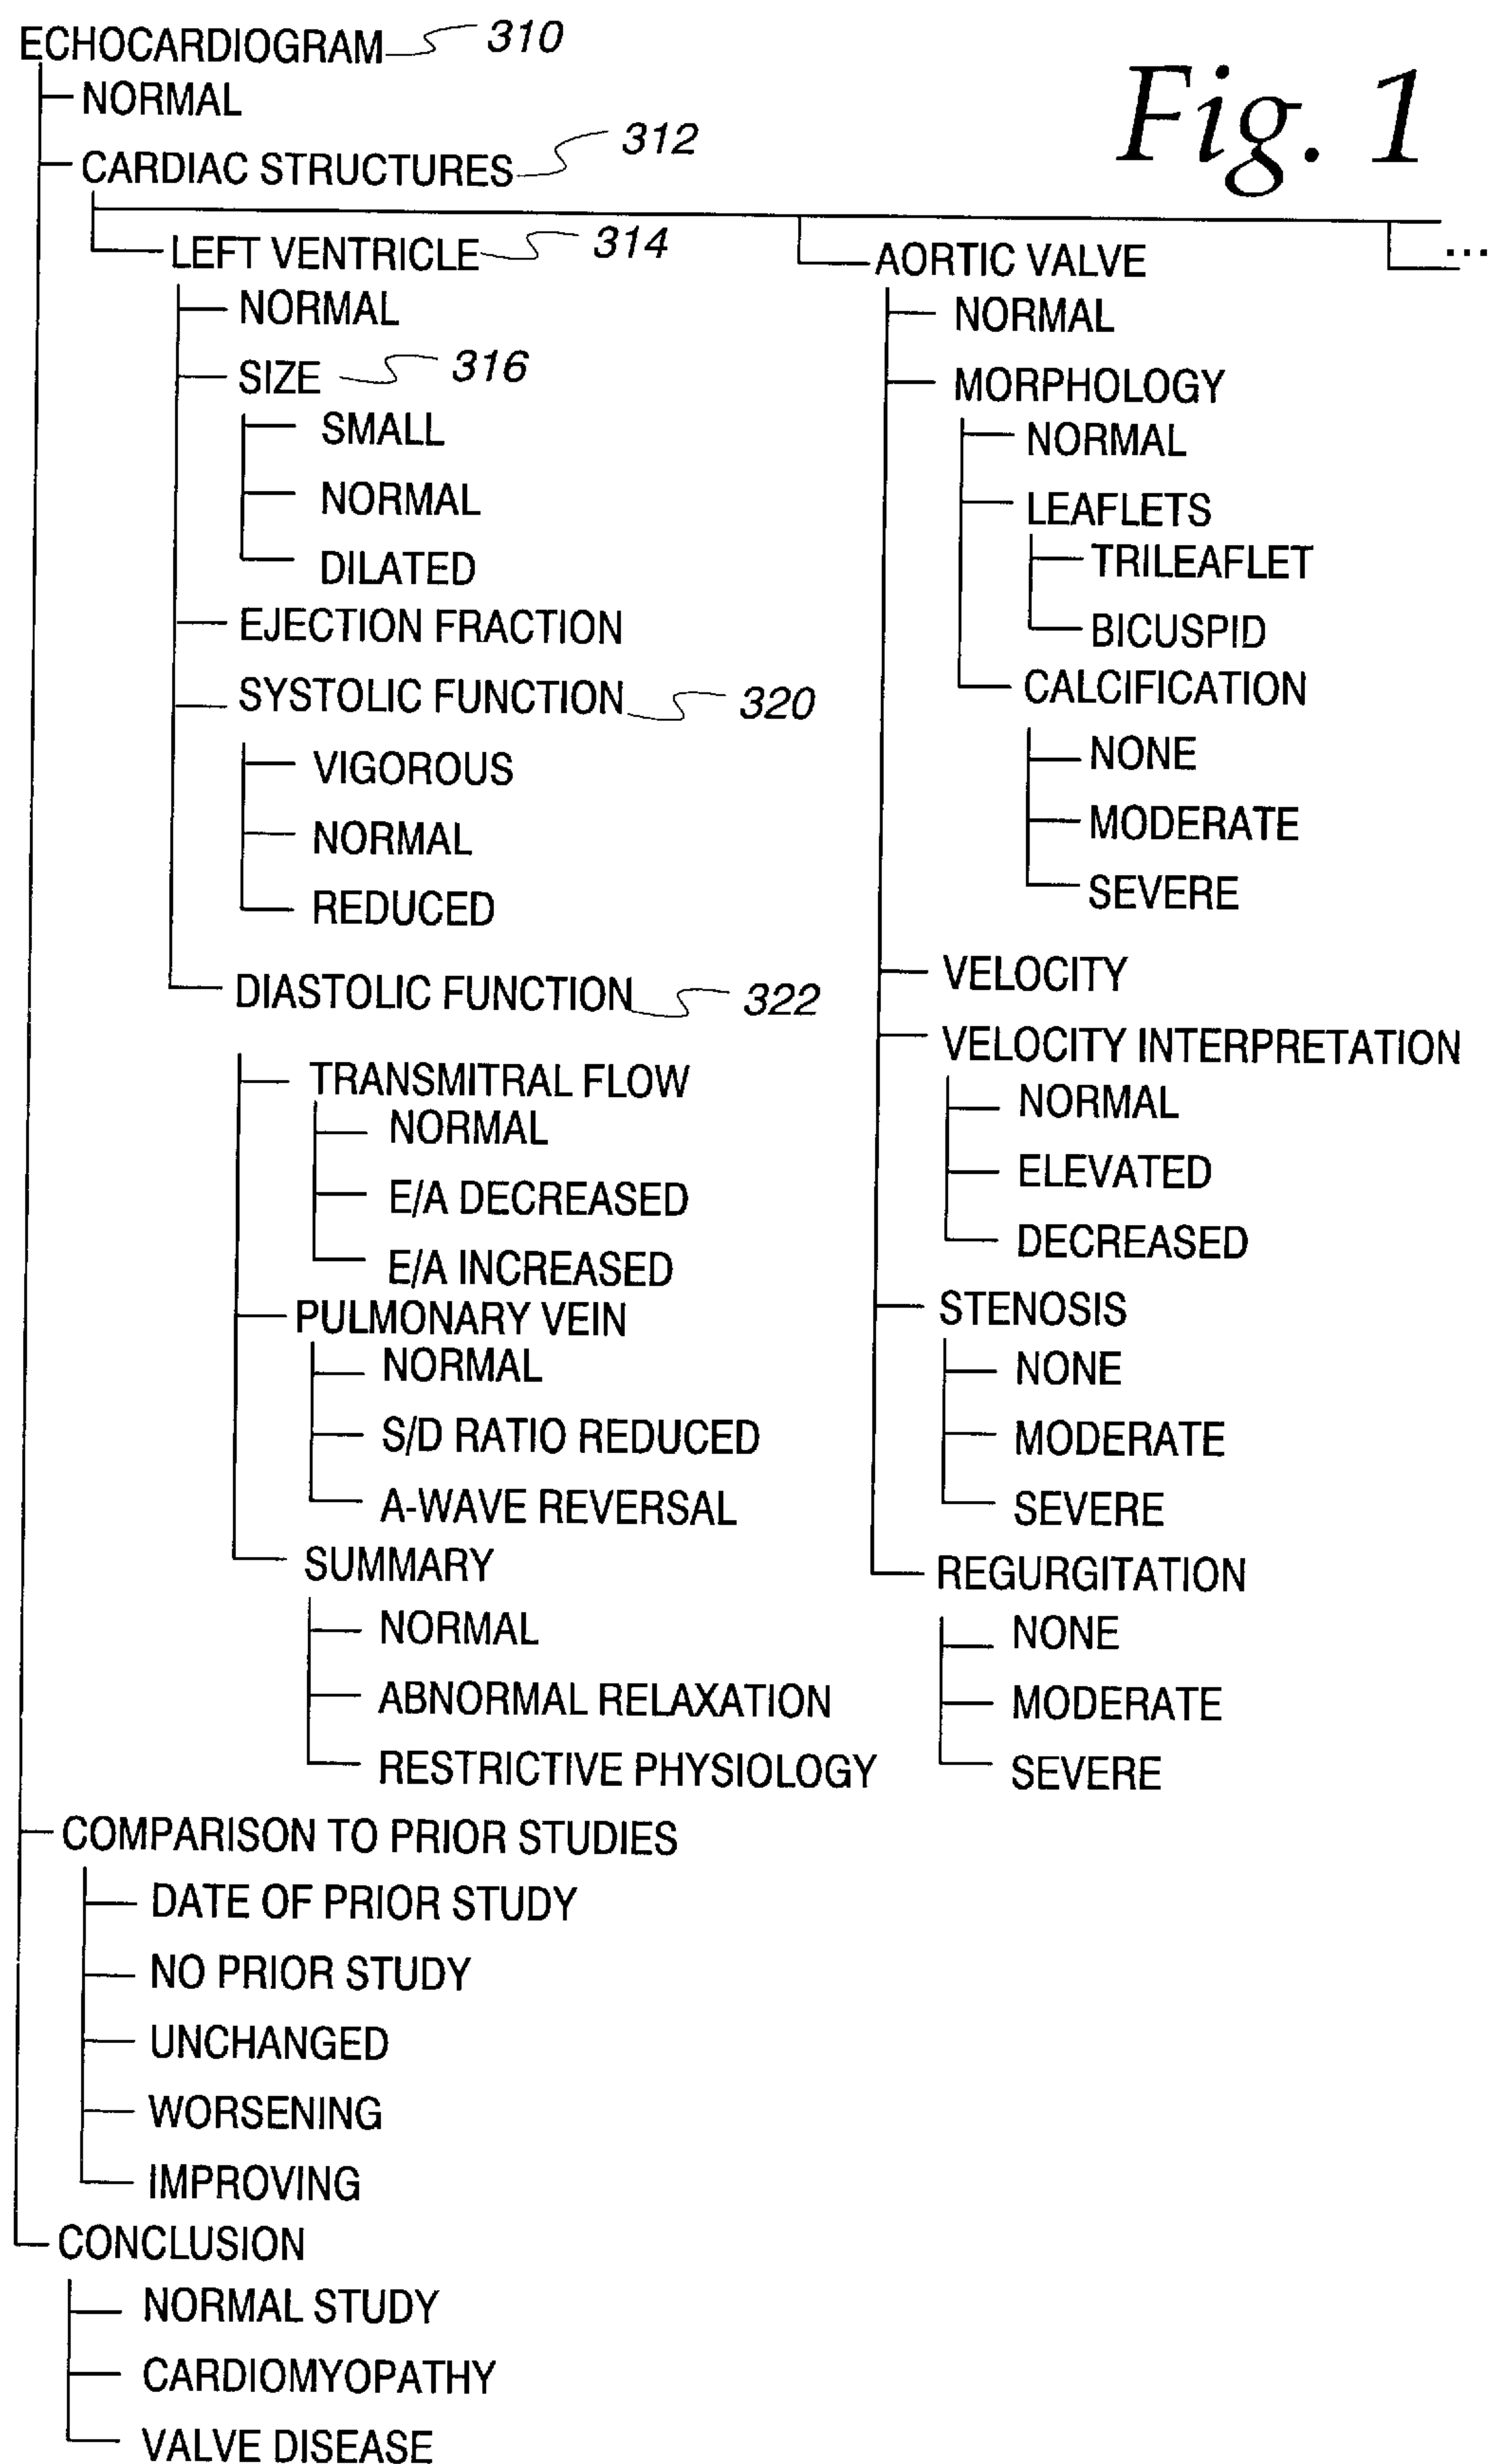 Fig. 1
ECHOCARDIOGRAM 310
NORMAL
CARDIAC STRUCTURES 312
LEFT VENTRICLE 314
NORMAL
SIZE 316
SMALL
NORMAL
DILATED
EJECTION FRACTION
SYSTOLIC FUNCTION 320
VIGOROUS
NORMAL
REDUCED
DIASTOLIC FUNCTION 322
TRANSMITRAL FLOW
NORMAL
E/A DECREASED
E/A INCREASED
PULMONARY VEIN
NORMAL
S/D RATIO REDUCED
A-WAVE REVERSAL
SUMMARY
NORMAL
ABNORMAL RELAXATION
RESTRICTIVE PHYSIOLOGY
AORTIC VALVE
NORMAL
MORPHOLOGY
NORMAL
LEAFLETS
TRILEAFLET
BICUSPID
CALCIFICATION
NONE
MODERATE
SEVERE
VELOCITY
VELOCITY INTERPRETATION
NORMAL
ELEVATED
DECREASED
STENOSIS
NONE
MODERATE
SEVERE
REGURGITATION
NONE
MODERATE
SEVERE
...
COMPARISON TO PRIOR STUDIES
DATE OF PRIOR STUDY
NO PRIOR STUDY
UNCHANGED
WORSENING
IMPROVING
CONCLUSION
NORMAL STUDY
CARDIOMYOPATHY
VALVE DISEASE